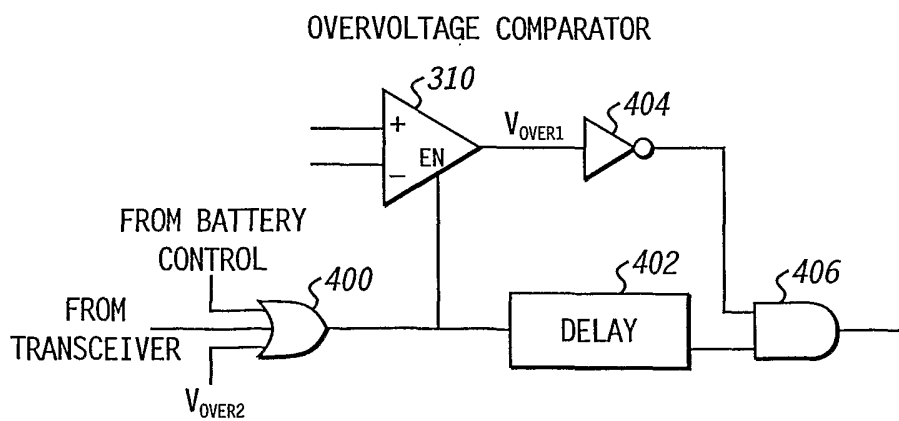 OVERVOLTAGE COMPARATOR
310
404
+
VOVER1
EN
−
FROM BATTERY
CONTROL
400
402
406
FROM
TRANSCEIVER
DELAY
VOVER2